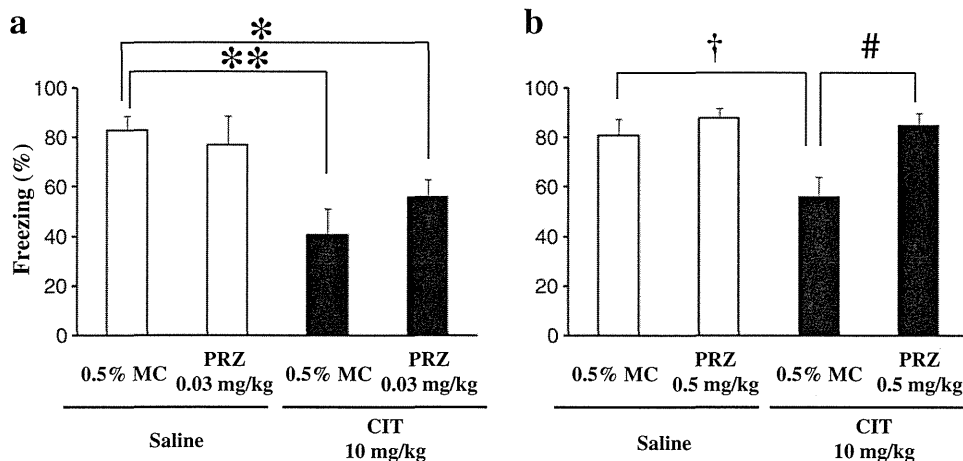 a
*
**
Freezing (%)
100
80
60
40
20
0
0.5% MC
PRZ
0.03 mg/kg
0.5% MC
PRZ
0.03 mg/kg
Saline
CIT
10 mg/kg
b
†
#
100
80
60
40
20
0
0.5% MC
PRZ
0.5 mg/kg
0.5% MC
PRZ
0.5 mg/kg
Saline
CIT
10 mg/kg